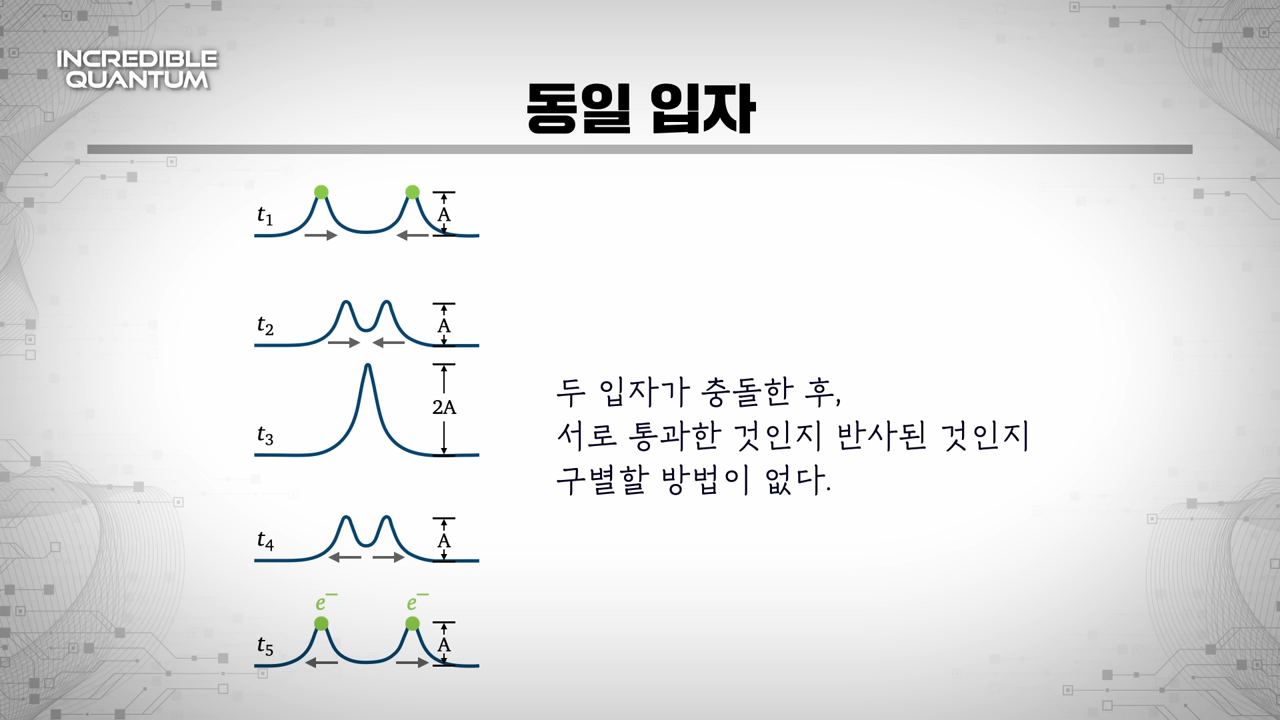 INCREDIBLE
QUANTUM
동일 입자
t₁
A
t₂
A
t₃
2A
두 입자가 충돌한 후,
서로 통과한 것인지 반사된 것인지
구별할 방법이 없다.
t₄
A
e⁻ e⁻
t₅
A